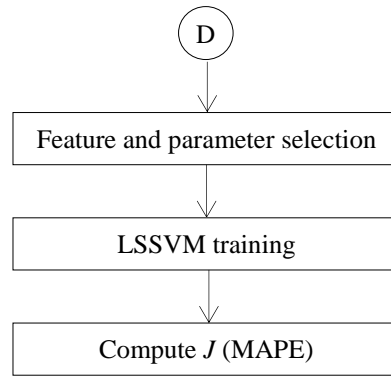 D
Feature and parameter selection
LSSVM training
Compute J (MAPE)